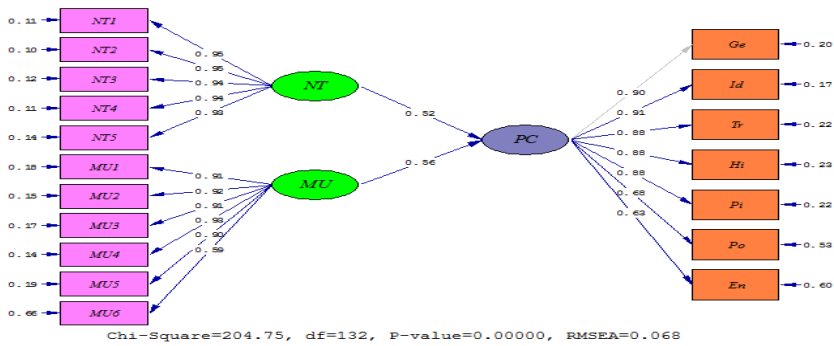 0.11 NT1
0.10 NT2
0.12 NT3
0.11 NT4
0.14 NT5
0.18 MU1
0.15 MU2
0.17 MU3
0.14 MU4
0.19 MU5
0.66 MU6
0.95
0.95
0.94
0.94
0.93
0.91
0.92
0.91
0.93
0.90
0.59
NT
MU
0.52
0.56
PC
0.90
0.91
0.88
0.88
0.88
0.68
0.63
Ge 0.20
Id 0.17
Tr 0.22
Hi 0.23
Pi 0.22
Po 0.53
En 0.60
Chi-Square=204.75, df=132, P-value=0.00000, RMSEA=0.068